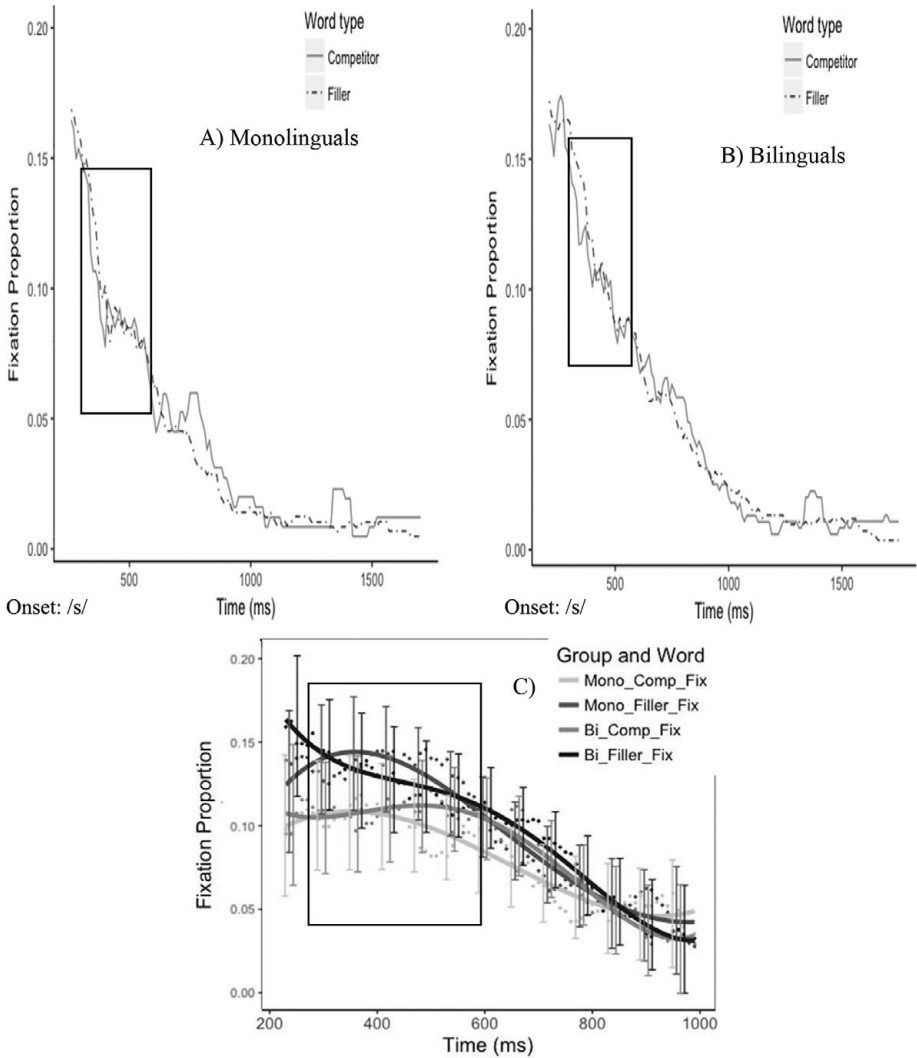 Word type
Competitor
Filler
A) Monolinguals
Fixation Proportion
0.20
0.15
0.10
0.05
0.00
500
1000
1500
Onset: /s/
Time (ms)
Word type
Competitor
Filler
B) Bilinguals
Fixation Proportion
0.20
0.15
0.10
0.05
0.00
500
1000
1500
Onset: /s/
Time (ms)
C)
Group and Word
Mono_Comp_Fix
Mono_Filler_Fix
Bi_Comp_Fix
Bi_Filler_Fix
Fixation Proportion
0.20
0.15
0.10
0.05
0.00
200
400
600
800
1000
Time (ms)